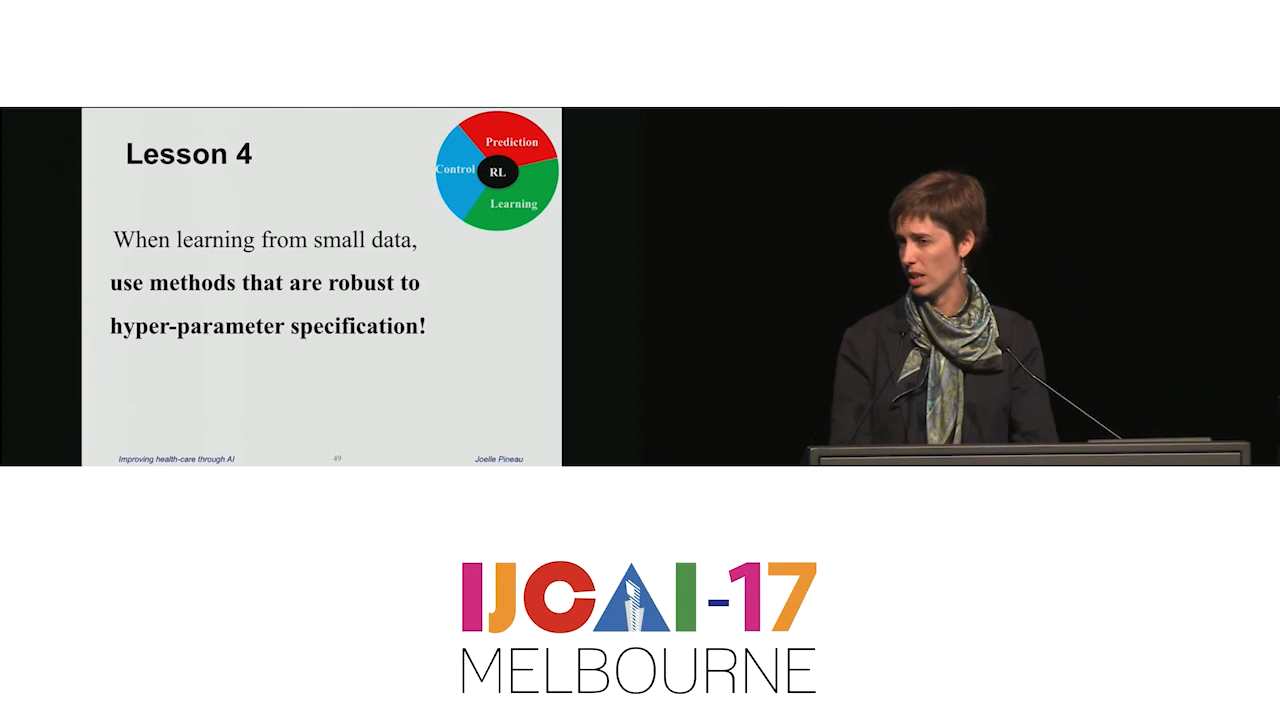 Lesson 4
Prediction
Control
RL
Learning
When learning from small data,
use methods that are robust to
hyper-parameter specification!
Improving health-care through AI
49
Joelle Pineau
IJCAI-17
MELBOURNE